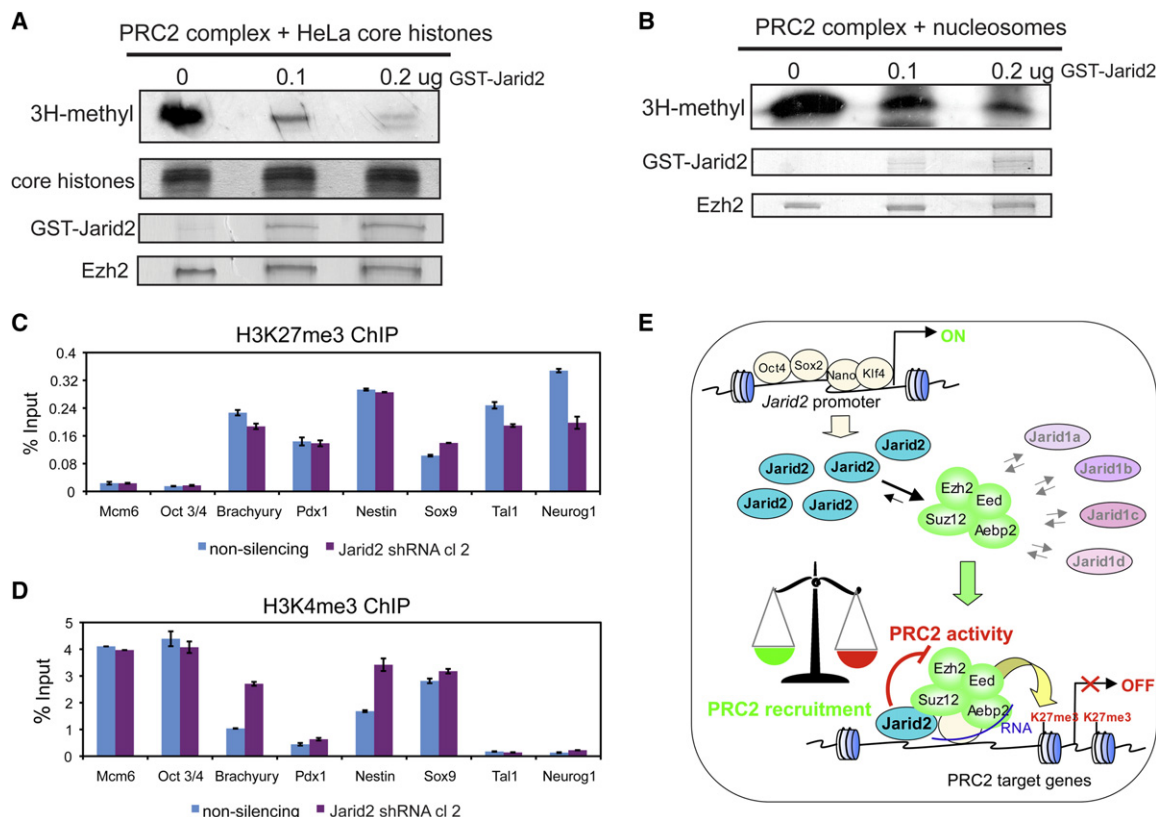 A
PRC2 complex + HeLa core histones
0 0.1 0.2 ug GST-Jarid2
3H-methyl
core histones
GST-Jarid2
Ezh2
B
PRC2 complex + nucleosomes
0 0.1 0.2 ug GST-Jarid2
3H-methyl
GST-Jarid2
Ezh2
C
H3K27me3 ChIP
% Input
0.4
0.32
0.24
0.16
0.08
0
Mcm6 Oct 3/4 Brachyury Pdx1 Nestin Sox9 Tal1 Neurog1
non-silencing Jarid2 shRNA cl 2
D
H3K4me3 ChIP
% Input
5
4
3
2
1
0
Mcm6 Oct 3/4 Brachyury Pdx1 Nestin Sox9 Tal1 Neurog1
non-silencing Jarid2 shRNA cl 2
E
ON
Oct4 Sox2 Nano Klf4
Jarid2 promoter
Jarid2
Jarid2 Jarid2
Jarid2 Jarid2
Ezh2 Eed
Suz12 Aebp2
Jarid1a
Jarid1b
Jarid1c
Jarid1d
PRC2 activity
PRC2 recruitment
Ezh2 Eed
Suz12 Aebp2
Jarid2
RNA
K27me3 K27me3
OFF
PRC2 target genes